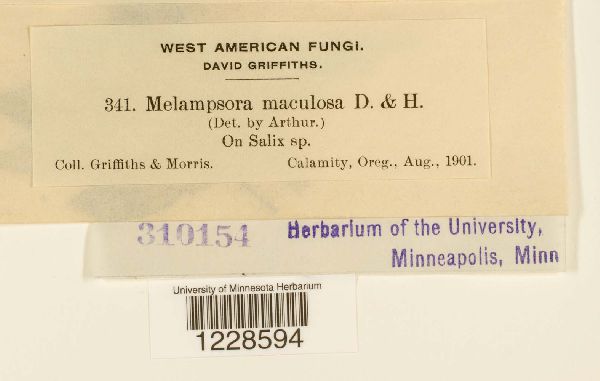 WEST AMERICAN FUNGI.
DAVID GRIFFITHS.
341. Melampsora maculosa D. & H.
(Det. by Arthur.)
On Salix sp.
Coll. Griffiths & Morris. Calamity, Oreg., Aug., 1901.
310154 Herbarium of the University,
Minneapolis, Minn
University of Minnesota Herbarium
1228594